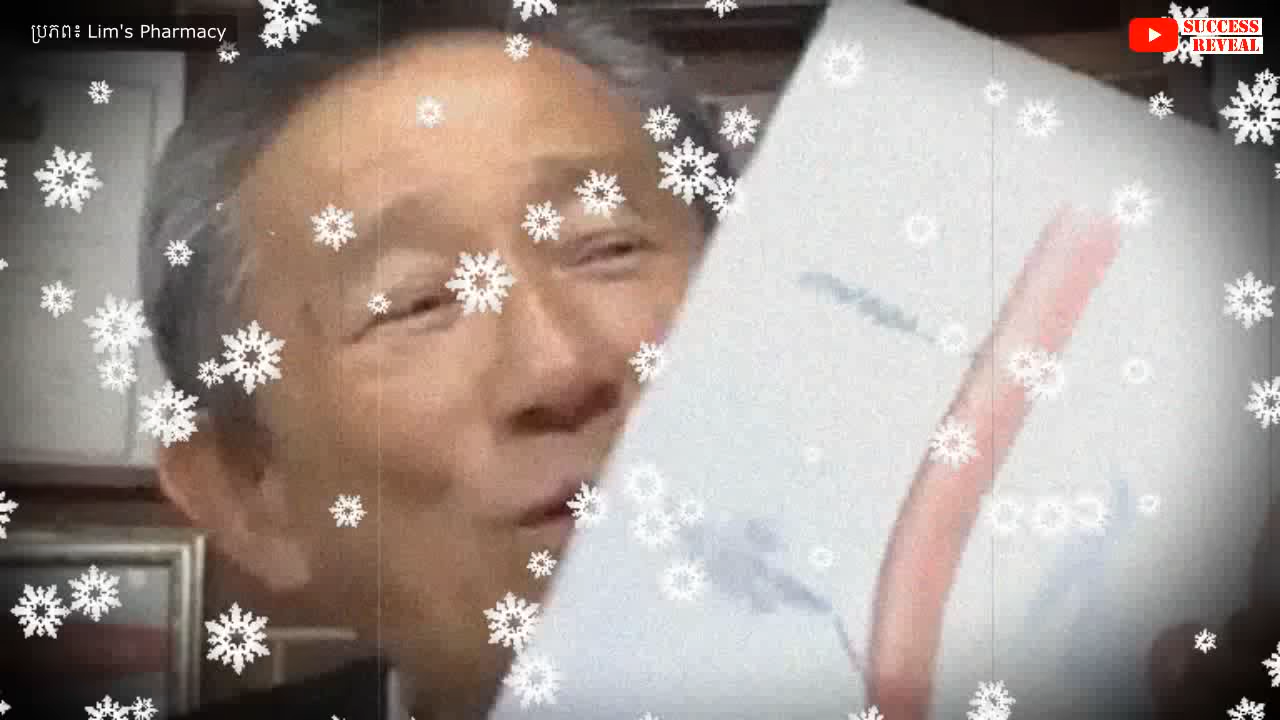 ប្រភព៖ Lim's Pharmacy
SUCCESS
REVEAL